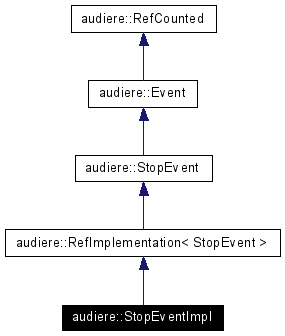 audiere::RefCounted
audiere::Event
audiere::StopEvent
audiere::RefImplementation< StopEvent >
audiere::StopEventImpl